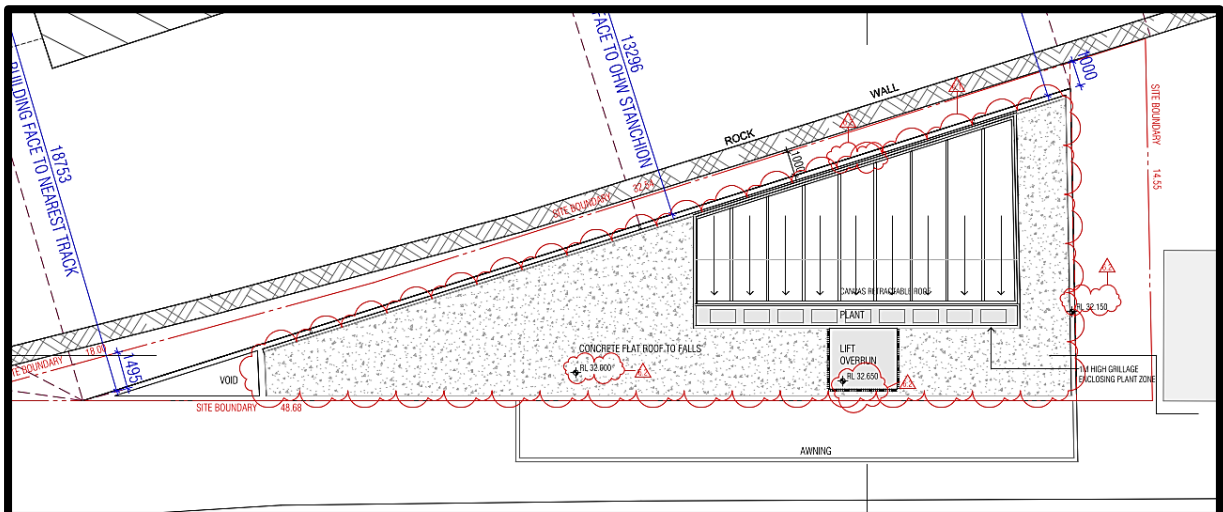 18753
BUILDING FACE TO NEAREST TRACK
13296
FACE TO OHW STANCHION
1000
WALL
ROCK
1000
SITE BOUNDARY
14.55
SITE BOUNDARY
32.54
CANVAS RETRACTABLE ROOF
PLANT
RL 32.150
CONCRETE FLAT ROOF TO FALLS
RL 32.900
LIFT
OVERRUN
RL 32.650
1M HIGH GRILLAGE
ENCLOSING PLANT ZONE
SITE BOUNDARY
18.00
1495
VOID
SITE BOUNDARY
48.68
AWNING